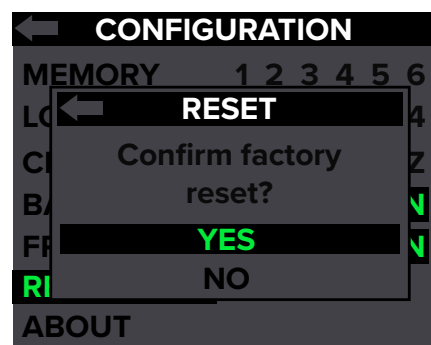 CONFIGURATION
MEMORY 1 2 3 4 5 6
RESET
Confirm factory
reset?
YES
NO
ABOUT